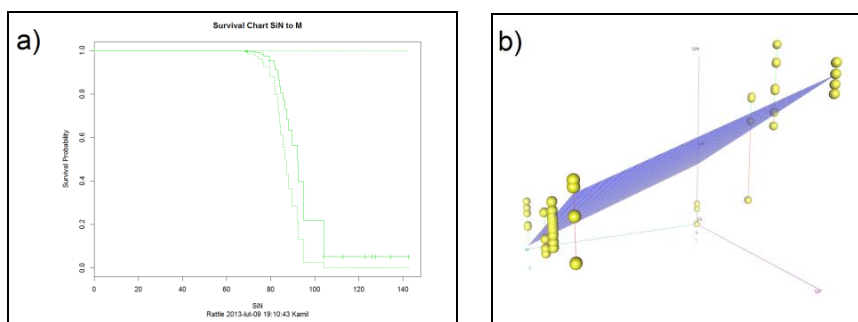 a)
Survival Chart SiN to M
1.0
0.8
0.6
0.4
0.2
0.0
Survival Probability
0 20 40 60 80 100 120 140
SiN
Rattle 2013-lut-09 19:10:43 Kamil
b)